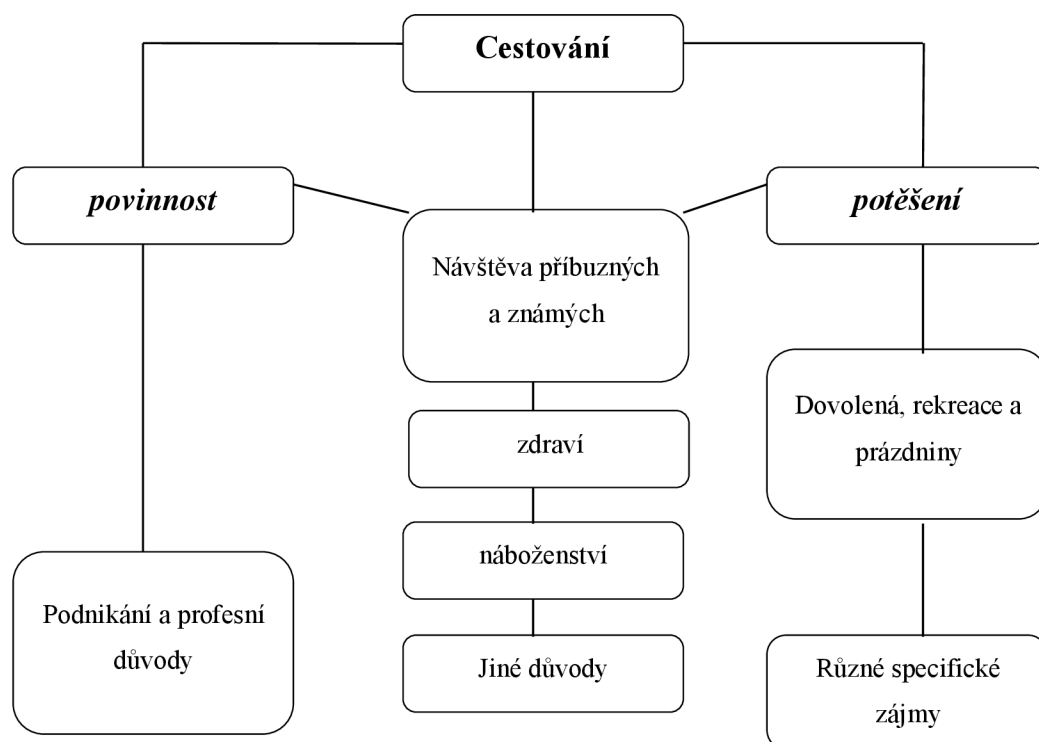 Cestování
povinnost
potěšení
Návštěva příbuzných
a známých
Dovolená, rekreace a
prázdniny
zdraví
náboženství
Podnikání a profesní
důvody
Jiné důvody
Různé specifické
zájmy